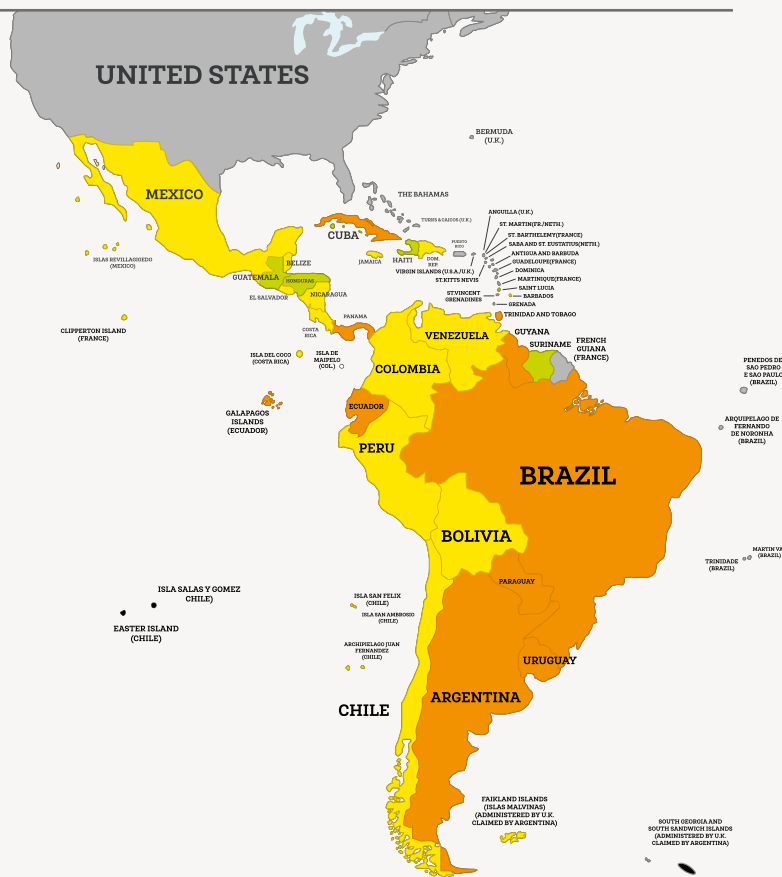 UNITED STATES
BERMUDA
(U.K.)
MEXICO
THE BAHAMAS
ANGUILLA (U.K.)
TURKS & CAICOS (U.K.)
ST. MARTIN(FR./NETH.)
CUBA
ST. BARTHELEMY(FRANCE)
PUERTO
RICO
SABA AND ST. EUSTATIUS(NETH.)
ISLAS REVILLAGIGEDO
(MEXICO)
BELIZE
JAMAICA
HAITI
DOM.
REP.
ANTIGUA AND BARBUDA
GUADELOUPE(FRANCE)
VIRGIN ISLANDS (U.S.A./U.K.)
DOMINICA
GUATEMALA
HONDURAS
ST.KITTS NEVIS
MARTINIQUE(FRANCE)
SAINT LUCIA
EL SALVADOR
NICARAGUA
ST.VINCENT
GRENADINES
BARBADOS
GRENADA
PANAMA
TRINIDAD AND TOBAGO
CLIPPERTON ISLAND
(FRANCE)
COSTA
RICA
VENEZUELA
GUYANA
SURINAME
FRENCH
GUIANA
(FRANCE)
ISLA DEL COCO
(COSTA RICA)
ISLA DE
MAIPELO
(COL.)
COLOMBIA
PENEDOS DE
SAO PEDRO
E SAO PAULO
(BRAZIL)
GALAPAGOS
ISLANDS
(ECUADOR)
ECUADOR
ARQUIPELAGO DE
FERNANDO
DE NORONHA
(BRAZIL)
PERU
BRAZIL
BOLIVIA
MARTIN VA
(BRAZIL)
TRINIDADE
(BRAZIL)
PARAGUAY
ISLA SALAS Y GOMEZ
CHILE)
ISLA SAN FELIX
(CHILE)
ISLA SAN AMBROSIO
(CHILE)
EASTER ISLAND
(CHILE)
ARCHIPIELAGO JUAN
FERNANDEZ
(CHILE)
URUGUAY
ARGENTINA
CHILE
FAIKLAND ISLANDS
(ISLAS MALVINAS)
(ADMINISTERED BY U.K.
CLAIMED BY ARGENTINA)
SOUTH GEORGIA AND
SOUTH SANDWICH ISLANDS
(ADMINISTERED BY U.K.
CLAIMED BY ARGENTINA)